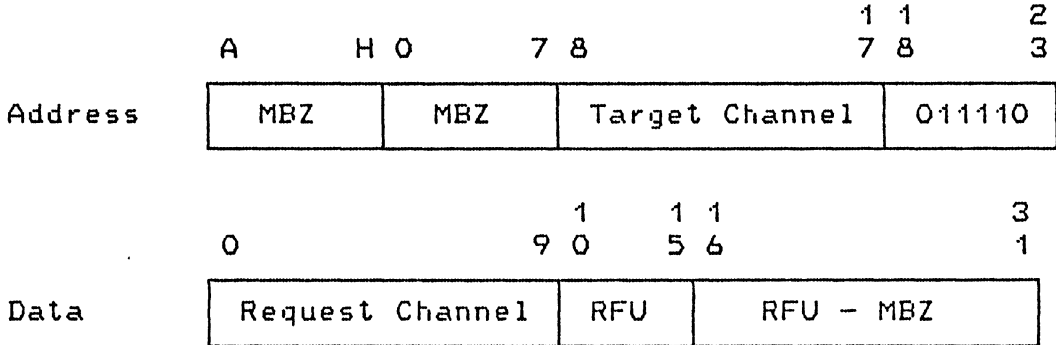 1 1 2
A H 0 7 8 7 8 3
Address MBZ MBZ Target Channel 011110
1 1 1 3
0 9 0 5 6 1
Data Request Channel RFU RFU - MBZ